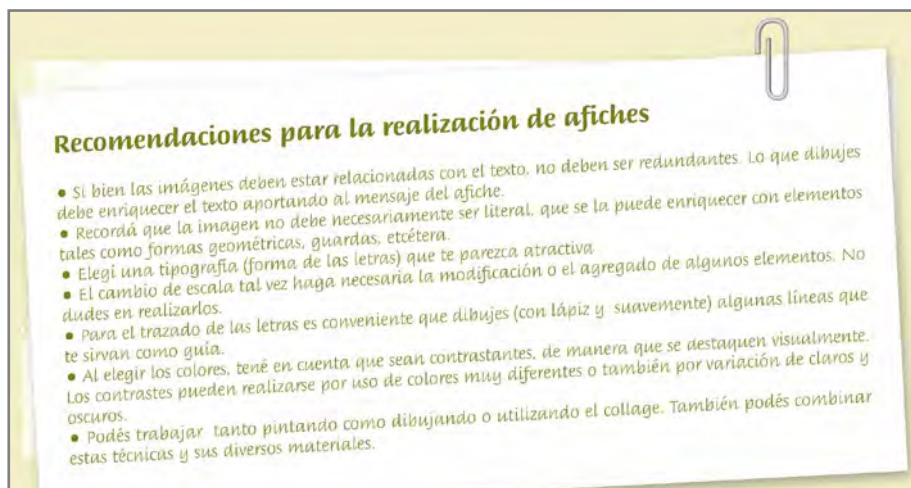 Recomendaciones para la realización de afiches
• Si bien las imágenes deben estar relacionadas con el texto, no deben ser redundantes. Lo que dibujes
debe enriquecer el texto aportando al mensaje del afiche.
• Recordá que la imagen no debe necesariamente ser literal, que se la puede enriquecer con elementos
tales como formas geométricas, guardas, etcétera.
• Elegí una tipografía (forma de las letras) que te parezca atractiva
• El cambio de escala tal vez haga necesaria la modificación o el agregado de algunos elementos. No
dudes en realizarlos.
• Para el trazado de las letras es conveniente que dibujes (con lápiz y suavemente) algunas líneas que
te sirvan como guía.
• Al elegir los colores, tené en cuenta que sean contrastantes, de manera que se destaquen visualmente.
Los contrastes pueden realizarse por uso de colores muy diferentes o también por variación de claros y
oscuros.
• Podés trabajar tanto pintando como dibujando o utilizando el collage. También podés combinar
estas técnicas y sus diversos materiales.